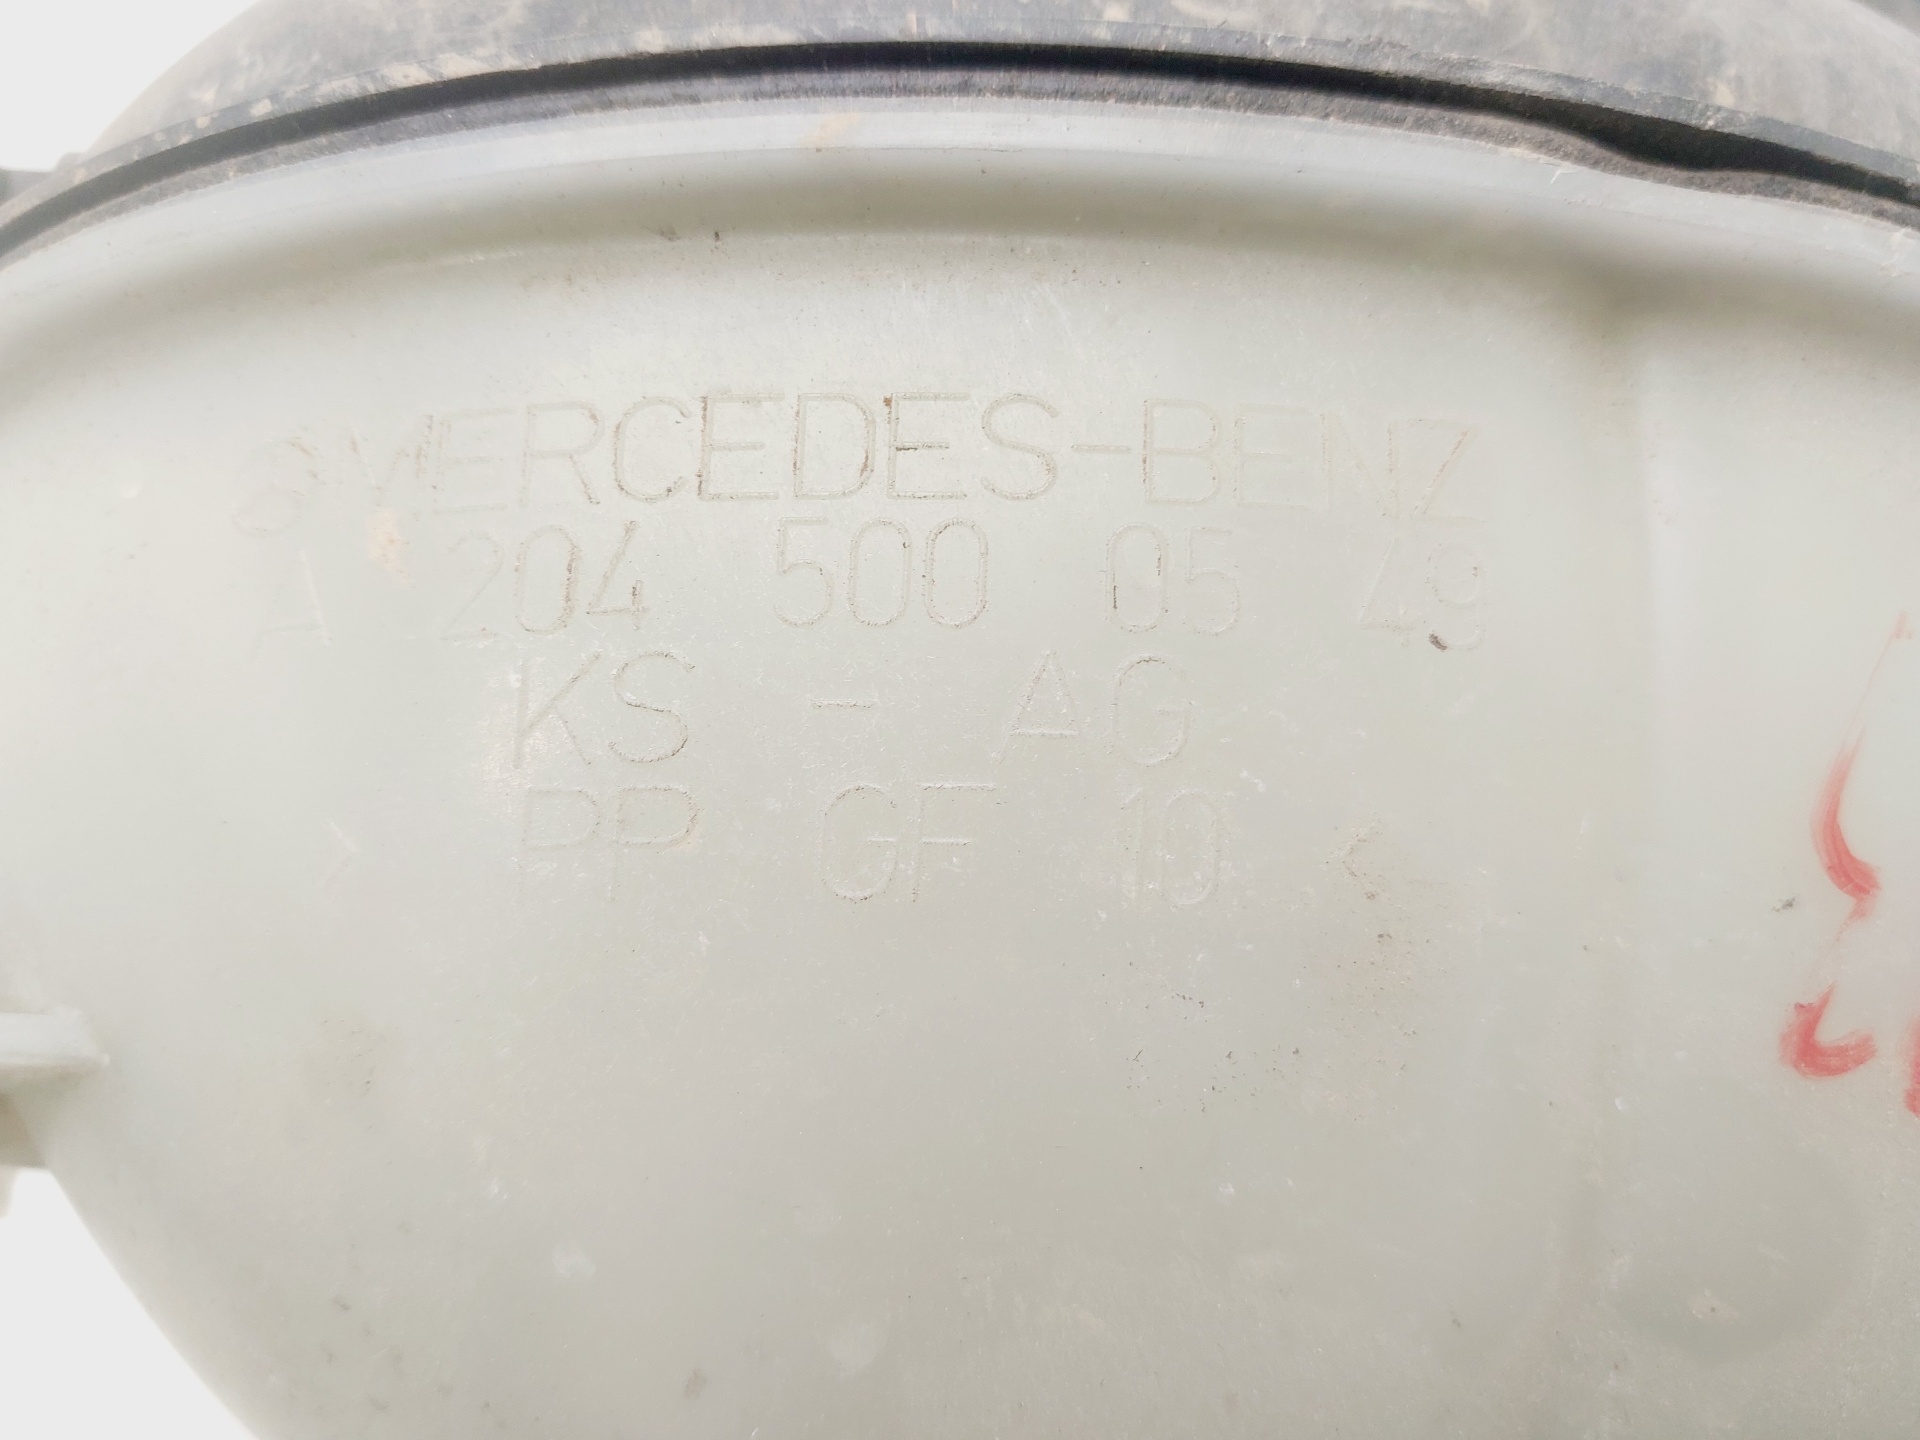 MERCEDES-BENZ
A 204 500 05 49
KS - AG
> PP GF 10 <